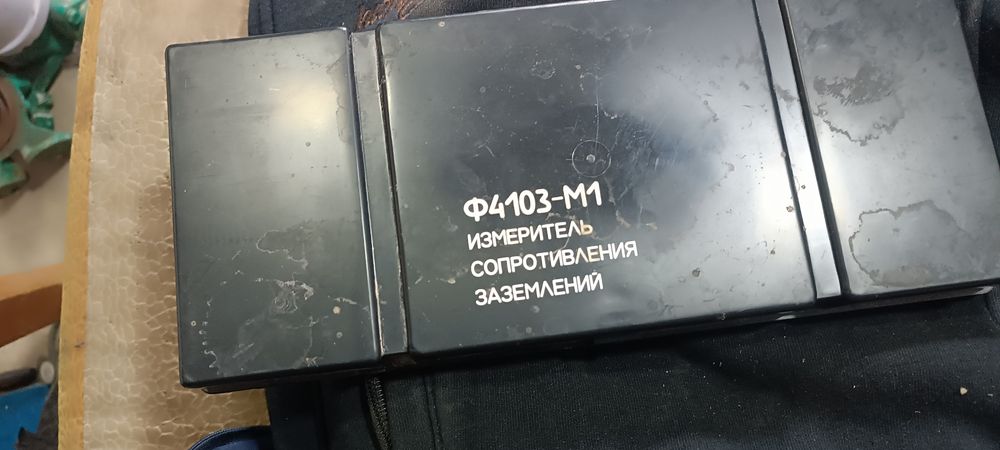 Ф4103-М1
ИЗМЕРИТЕЛЬ
СОПРОТИВЛЕНИЯ
ЗАЗЕМЛЕНИЙ